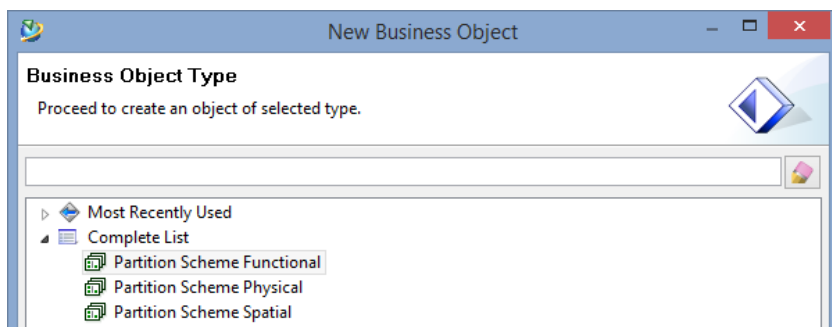 New Business Object
Business Object Type
Proceed to create an object of selected type.
Most Recently Used
Complete List
Partition Scheme Functional
Partition Scheme Physical
Partition Scheme Spatial